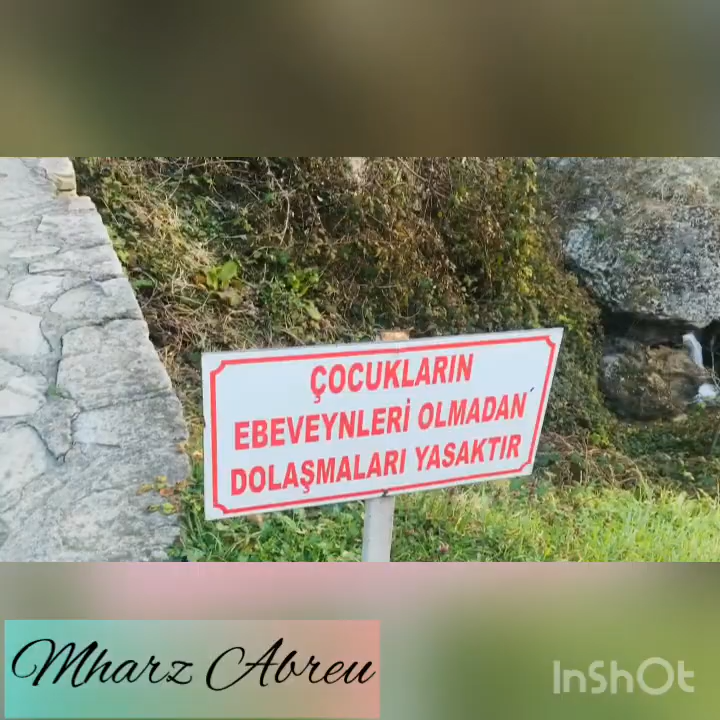 ÇOCUKLARIN
EBEVEYNLERİ OLMADAN
DOLAŞMALARI YASAKTIR
Mharz Abreu
InShOt